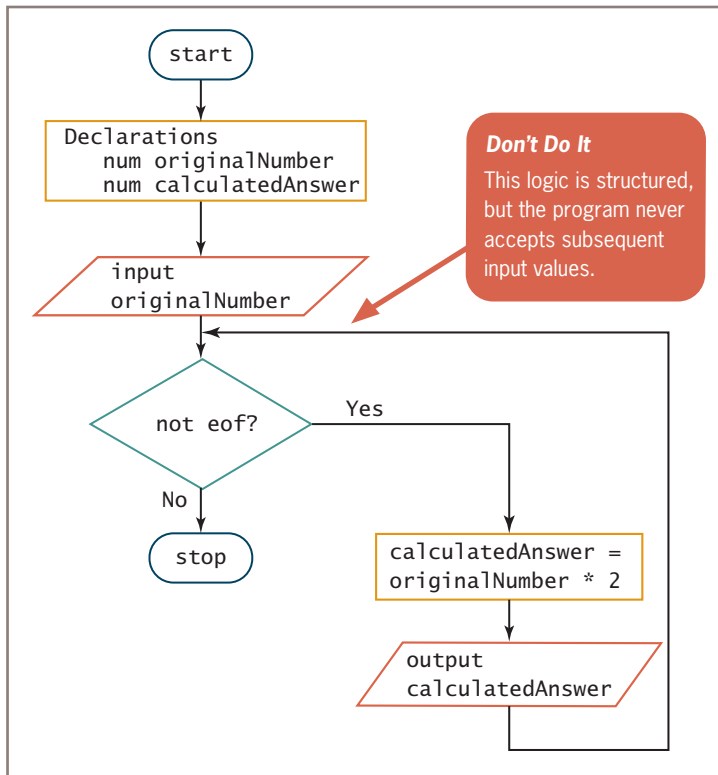 start
Declarations
num originalNumber
num calculatedAnswer
Don't Do It
This logic is structured,
but the program never
accepts subsequent
input values.
input
originalNumber
not eof?
Yes
No
stop
calculatedAnswer =
originalNumber * 2
output
calculatedAnswer